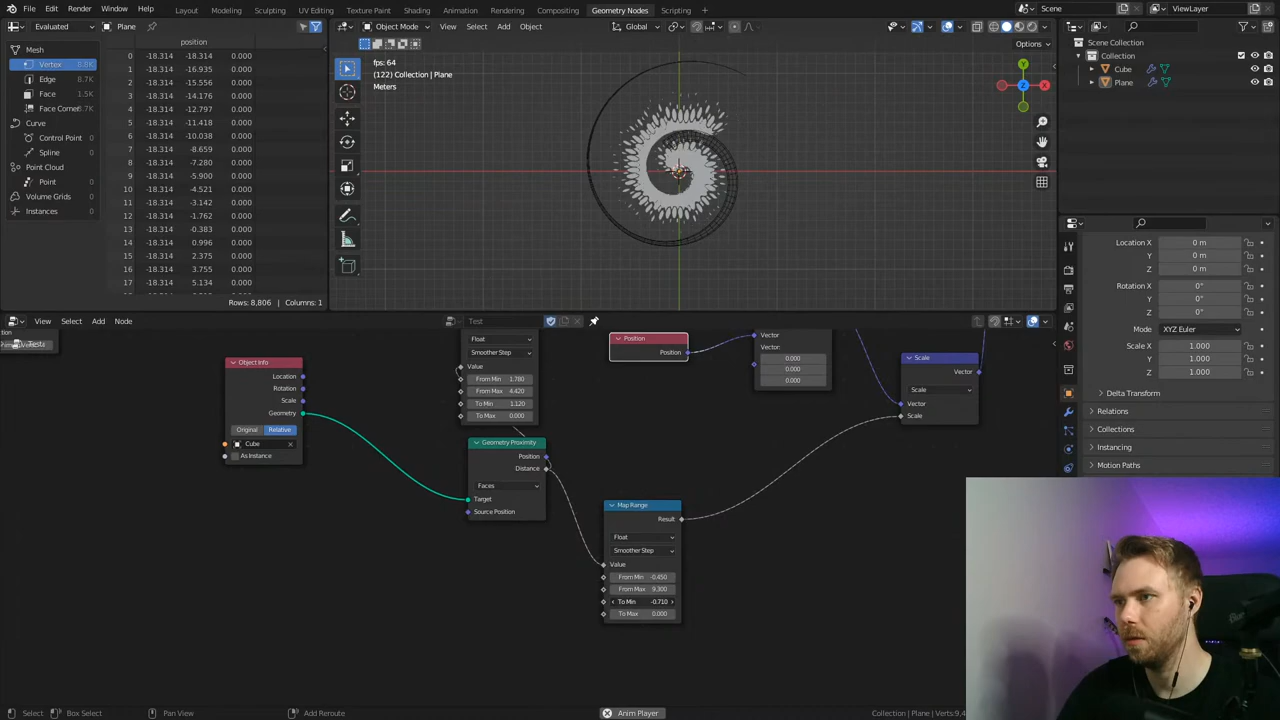 File Edit Render Window Help Layout Modeling Sculpting UV Editing Texture Paint Shading Animation Rendering Compositing Geometry Nodes Scripting Scene ViewLayer
Evaluated Plane Object Mode View Select Add Object Global
Options
position
Mesh
Vertex
Edge 8.7K
Face 1.5K
Face Corner
Curve
Control Point 0
Spline 0
Point Cloud
Point 0
Volume Grids 0
Instances 0
0 -18.314 -18.314 0.000
1 -18.314 -16.935 0.000
2 -18.314 -15.556 0.000
3 -18.314 -14.176 0.000
4 -18.314 -12.797 0.000
5 -18.314 -11.418 0.000
6 -18.314 -10.038 0.000
7 -18.314 -8.659 0.000
8 -18.314 -7.280 0.000
9 -18.314 -5.900 0.000
10 -18.314 -4.521 0.000
11 -18.314 -3.142 0.000
12 -18.314 -1.762 0.000
13 -18.314 -0.383 0.000
14 -18.314 0.996 0.000
15 -18.314 2.375 0.000
16 -18.314 3.755 0.000
17 -18.314 5.134 0.000
Rows: 8,806 | Columns: 1
fps: 64
(122) Collection | Plane
Meters
Y
X
Z
Scene Collection
Collection
Cube
Plane
Location X 0 m
Y 0 m
Z 0 m
Rotation X 0°
Y 0°
Z 0°
Mode XYZ Euler
Scale X 1.000
Y 1.000
Z 1.000
Delta Transform
Relations
Collections
Instancing
Motion Paths
View Select Add Node Test
Object Info
Location
Rotation
Scale
Geometry
Original Relative
Cube
As Instance
Float
Smoother Step
Value
From Min 1.780
From Max 4.420
To Min 1.120
To Max 0.000
Geometry Proximity
Position
Distance
Faces
Target
Source Position
Position
Position
Vector
Vector:
0.000
0.000
0.000
Map Range
Result
Float
Smoother Step
Value
From Min -0.450
From Max 9.300
To Min -0.710
To Max 0.000
Scale
Vector
Scale
Vector
Scale
Select Box Select Pan View Add Reroute Anim Player Collection | Plane